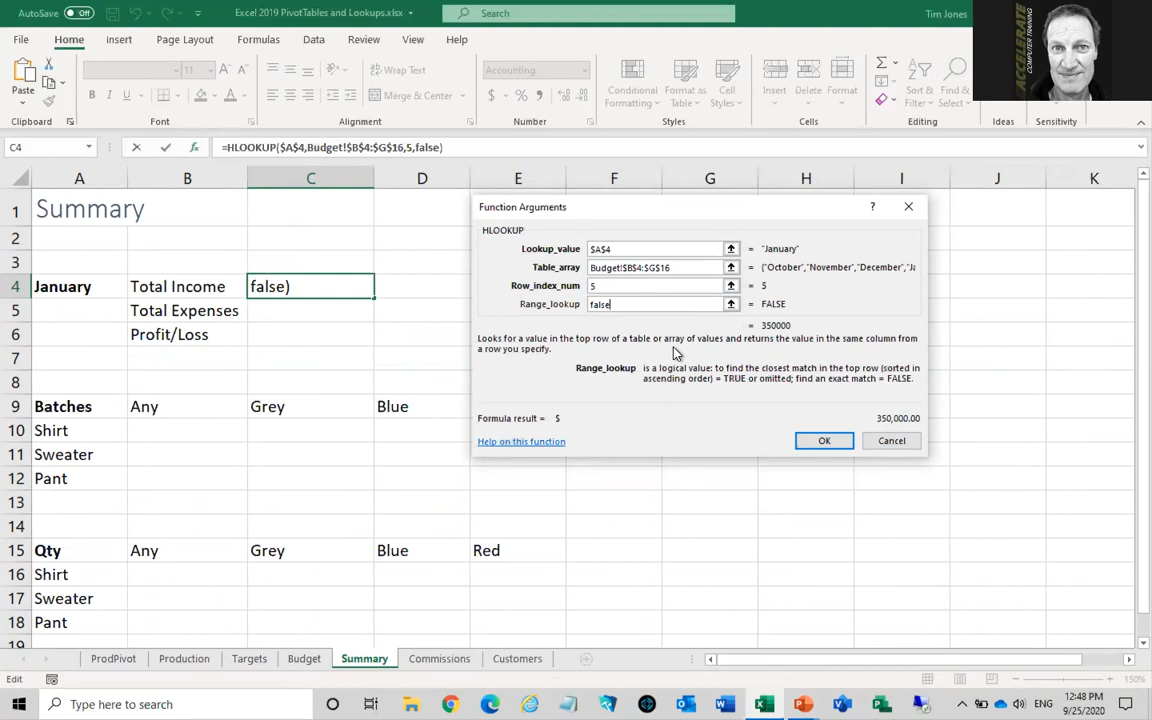 AutoSave Off Excel 2019 PivotTables and Lookups.xlsx Search Tim Jones
ACCELERATE
COMPUTER TRAINING
File Home Insert Page Layout Formulas Data Review View Help
Paste 11 A A Wrap Text Accounting Conditional Formatting Format as Table Cell Styles Insert Delete Format Sort & Filter Find & Select Ideas Sensitivity
B I U A Merge & Center $ % 9
Clipboard Font Alignment Number Styles Cells Editing Ideas Sensitivity
C4 fx =HLOOKUP($A$4,Budget!$B$4:$G$16,5,false)
A B C D E F G H I J K
1 Summary
2
3
4 January Total Income false)
5 Total Expenses
6 Profit/Loss
7
8
9 Batches Any Grey Blue
10 Shirt
11 Sweater
12 Pant
13
14
15 Qty Any Grey Blue Red
16 Shirt
17 Sweater
18 Pant
19
Function Arguments ?
HLOOKUP
Lookup_value $A$4 = "January"
Table_array Budget!$B$4:$G$16 = {"October","November","December","Ja
Row_index_num 5 = 5
Range_lookup false = FALSE
= 350000
Looks for a value in the top row of a table or array of values and returns the value in the same column from
a row you specify.
Range_lookup is a logical value: to find the closest match in the top row (sorted in
ascending order) = TRUE or omitted; find an exact match = FALSE.
Formula result = $ 350,000.00
Help on this function OK Cancel
ProdPivot Production Targets Budget Summary Commissions Customers
Edit 150%
Type here to search ENG 12:48 PM
9/25/2020